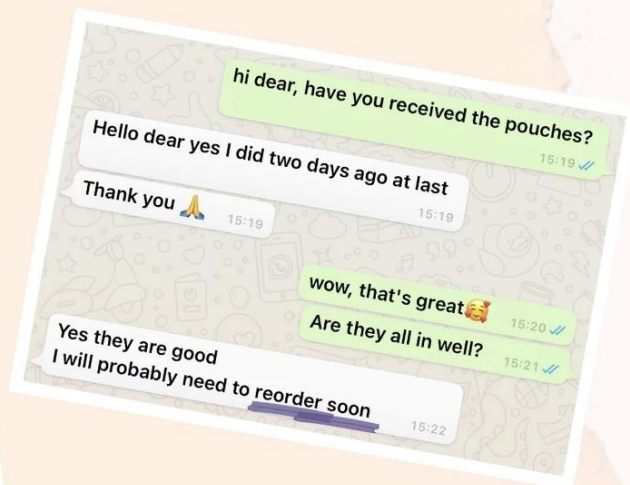 hi dear, have you received the pouches?
15:19
Hello dear yes I did two days ago at last
15:19
Thank you 🙏
15:19
wow, that's great🥰
15:20
Are they all in well?
15:21
Yes they are good
I will probably need to reorder soon
15:22